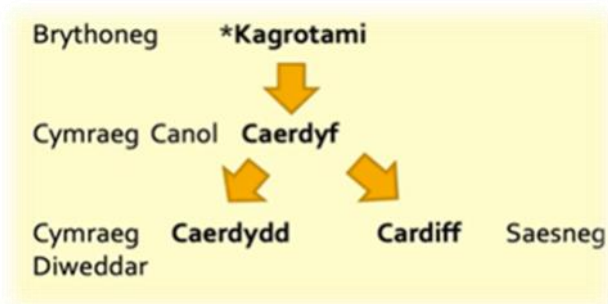 Brythoneg *Kagrotami
Cymraeg Canol Caerdyf
Cymraeg Caerdydd Cardiff Saesneg
Diweddar